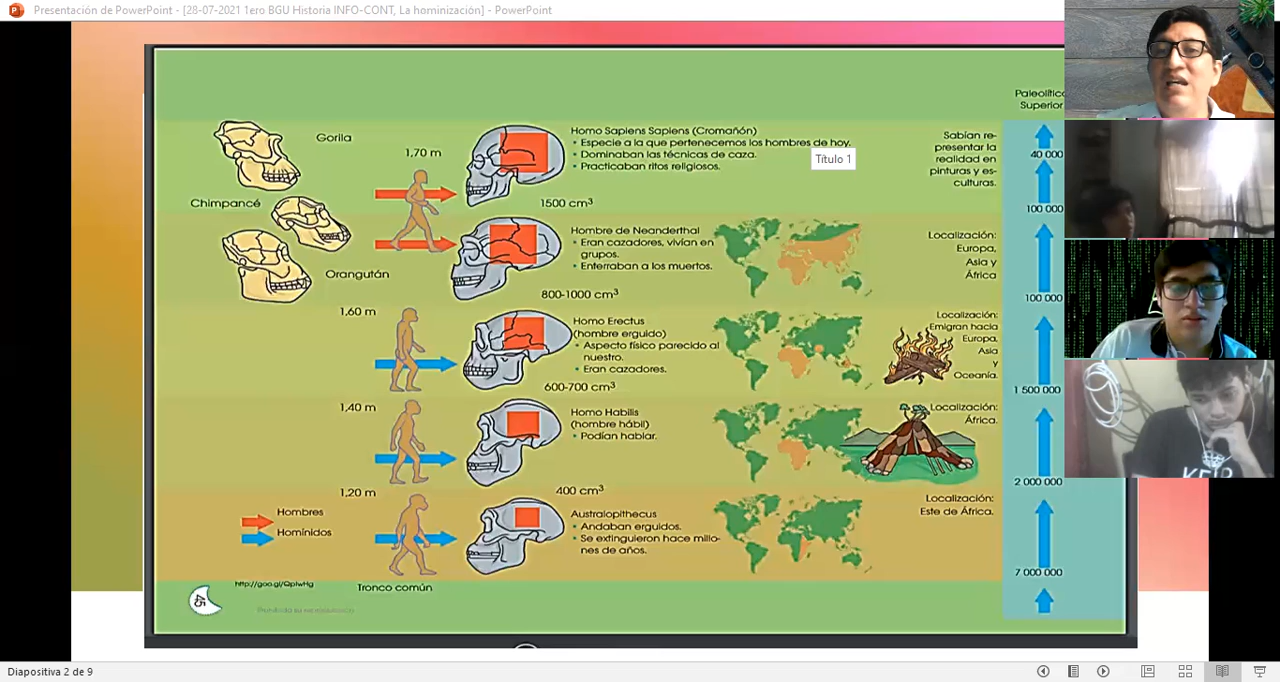 Presentación de PowerPoint - [28-07-2021 1ero BGU Historia INFO-CONT, La hominización] - PowerPoint
Paleolítico
Superior
Gorila
1,70 m
Homo Sapiens Sapiens (Cromañón)
• Especie a la que pertenecemos los hombres de hoy.
• Dominaban las técnicas de caza.
• Practicaban ritos religiosos.
Título 1
Sabían re-
presentar la
realidad en
pinturas y es-
culturas.
40 000
Chimpancé
1500 cm³
100 000
Hombre de Neanderthal
• Eran cazadores, vivían en
grupos.
• Enterraban a los muertos.
Localización:
Europa,
Asia y
África
Orangután
800-1000 cm³
100 000
1,60 m
Homo Erectus
(hombre erguido)
• Aspecto físico parecido al
nuestro.
• Eran cazadores.
Localización:
Emigran hacia
Europa,
Asia
y
Oceanía.
600-700 cm³
1 500 000
1,40 m
Homo Habilis
(hombre hábil)
• Podían hablar.
Localización:
África.
2 000 000
1,20 m
400 cm³
Australopithecus
• Andaban erguidos.
• Se extinguieron hace millo-
nes de años.
Localización:
Este de África.
Hombres
Homínidos
7 000 000
http://goo.gl/QplwHg
Tronco común
Diapositiva 2 de 9